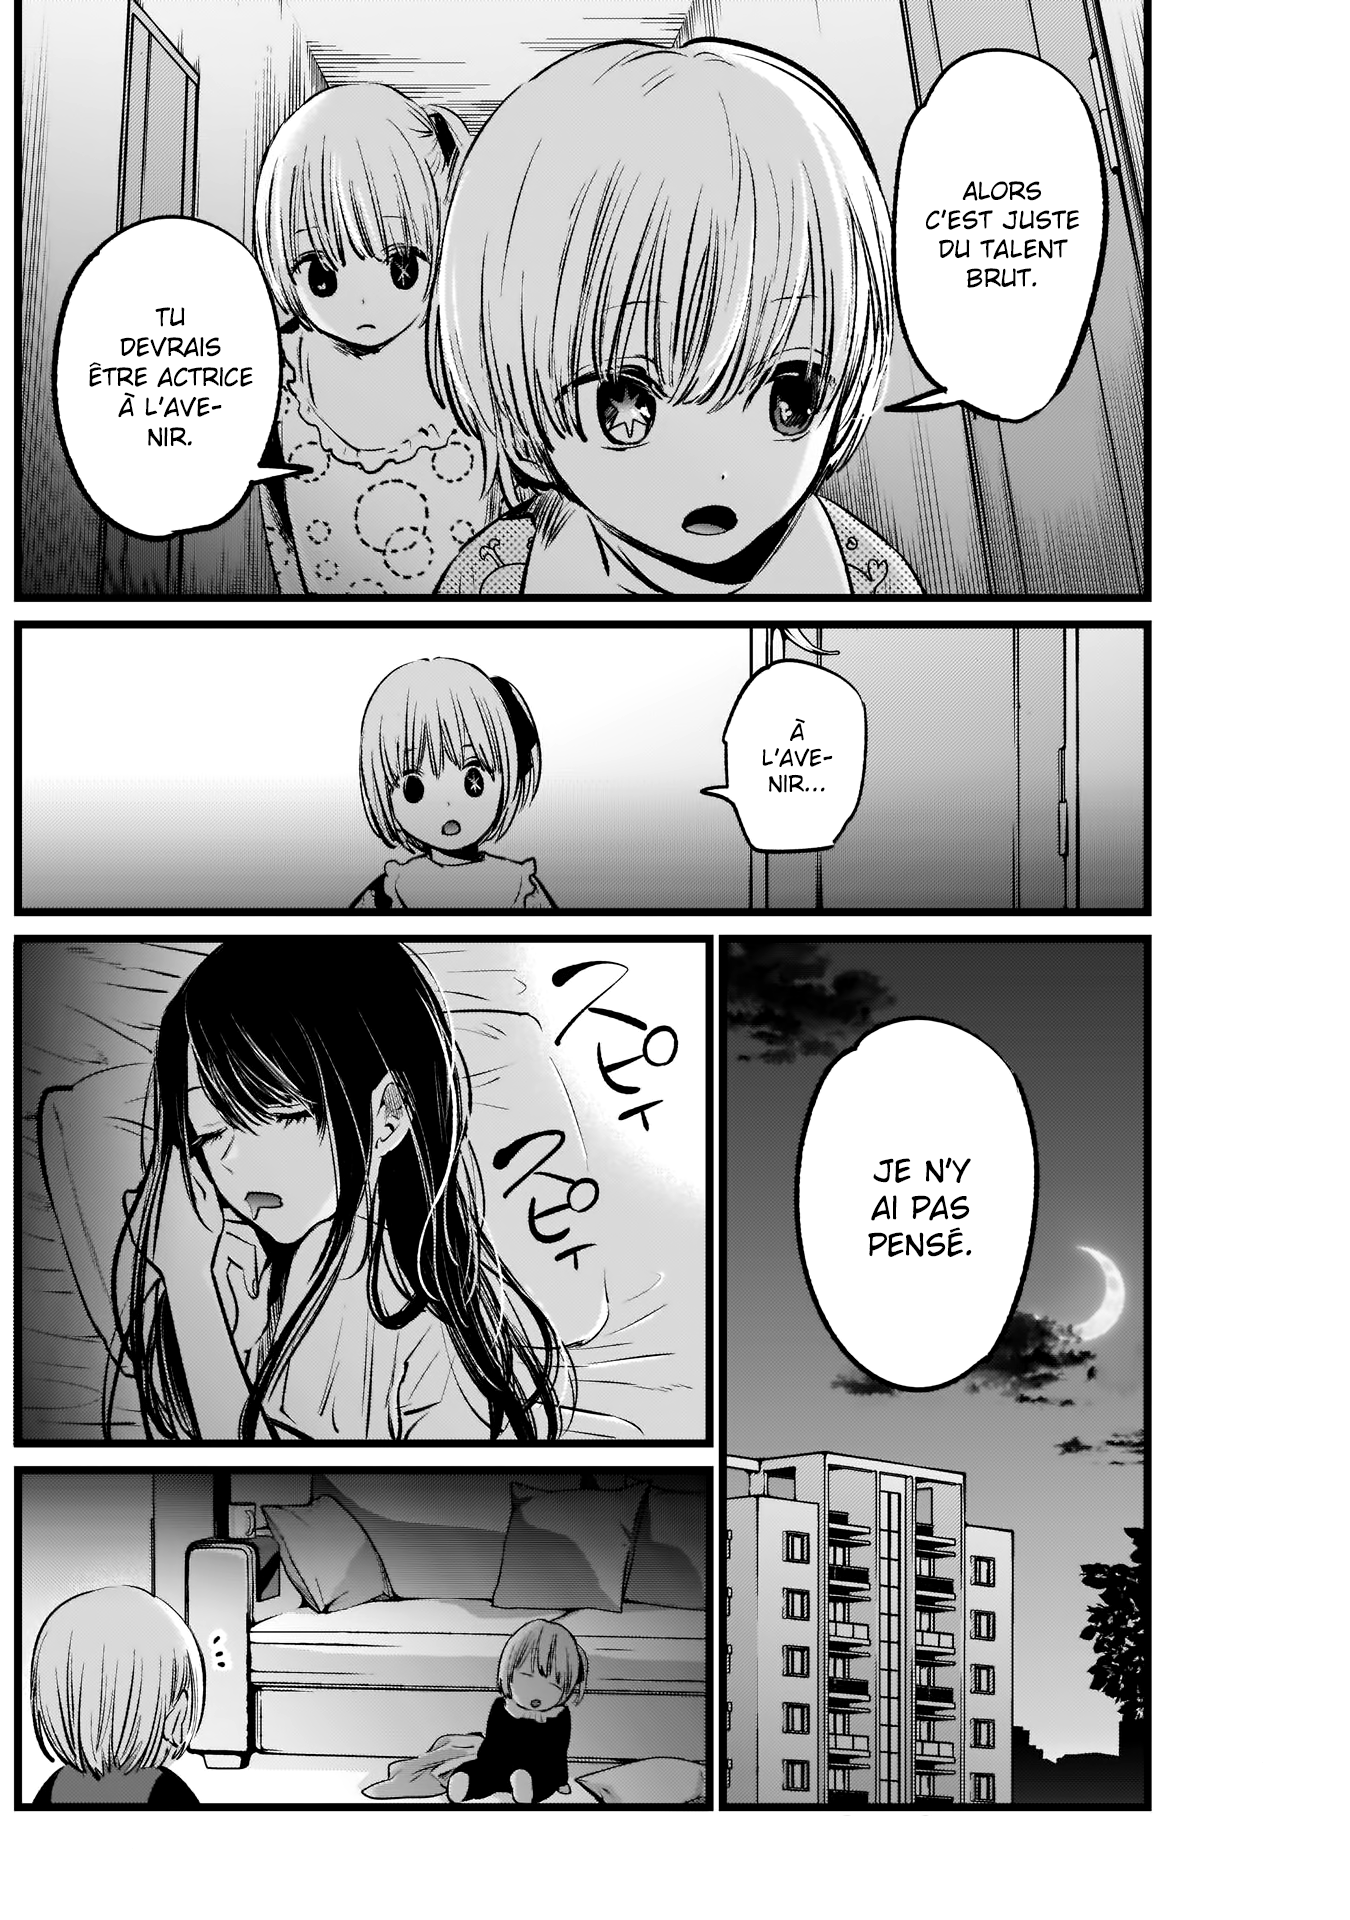 ALORS
C'EST JUSTE
DU TALENT
BRUT.
TU
DEVRAIS
ÊTRE ACTRICE
À L'AVE-
NIR.
À
L'AVE-
NIR...
JE N'Y
AI PAS
PENSÉ.
スピー
スピー